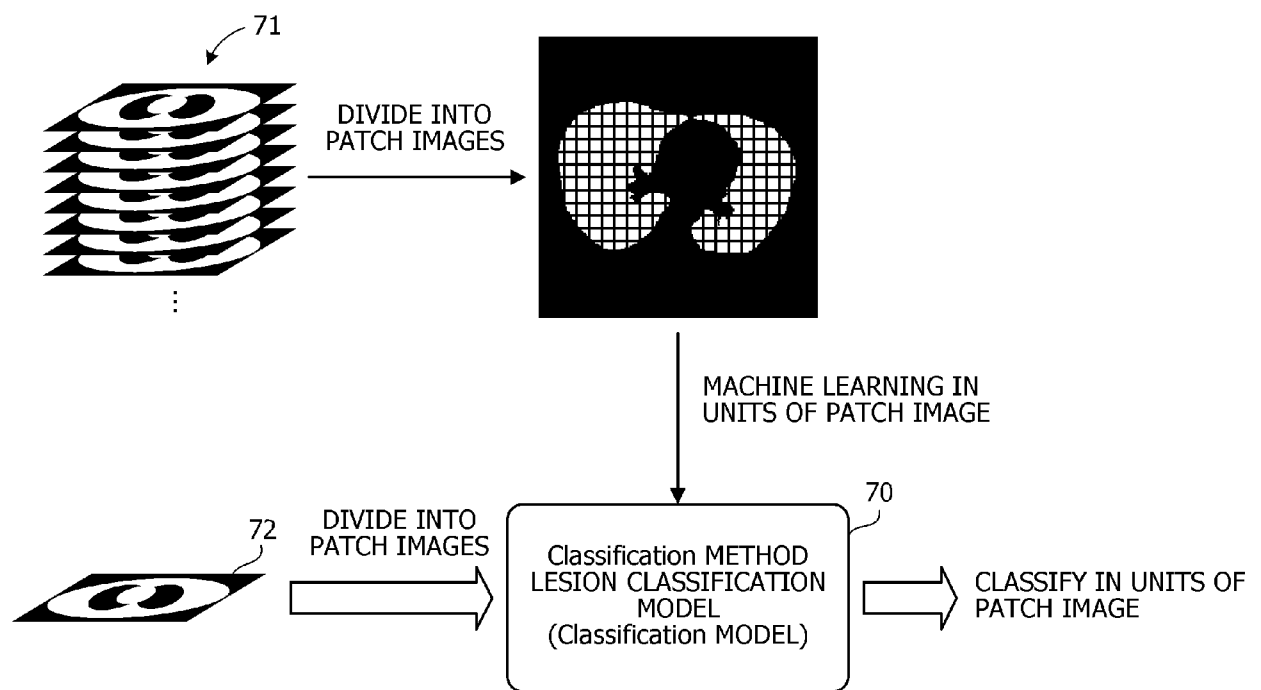 71
DIVIDE INTO
PATCH IMAGES
MACHINE LEARNING IN
UNITS OF PATCH IMAGE
70
72
DIVIDE INTO
PATCH IMAGES
Classification METHOD
LESION CLASSIFICATION
MODEL
(Classification MODEL)
CLASSIFY IN UNITS OF
PATCH IMAGE